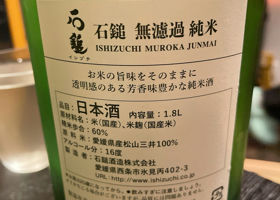 石鎚
イシヅチ
石鎚 無濾過 純米
ISHIZUCHI MUROKA JUNMAI
お米の旨味をそのままに
透明感のある芳香味豊かな純米酒
品目:日本酒 内容量:1.8L
原材料名:米(国産)、米麹(国産米)
精米歩合:60%
原料米:愛媛県産松山三井100%
アルコール分:16度
石鎚酒造株式会社
愛媛県西条市氷見丙402-3
URL http://www.ishizuchi.co.jp